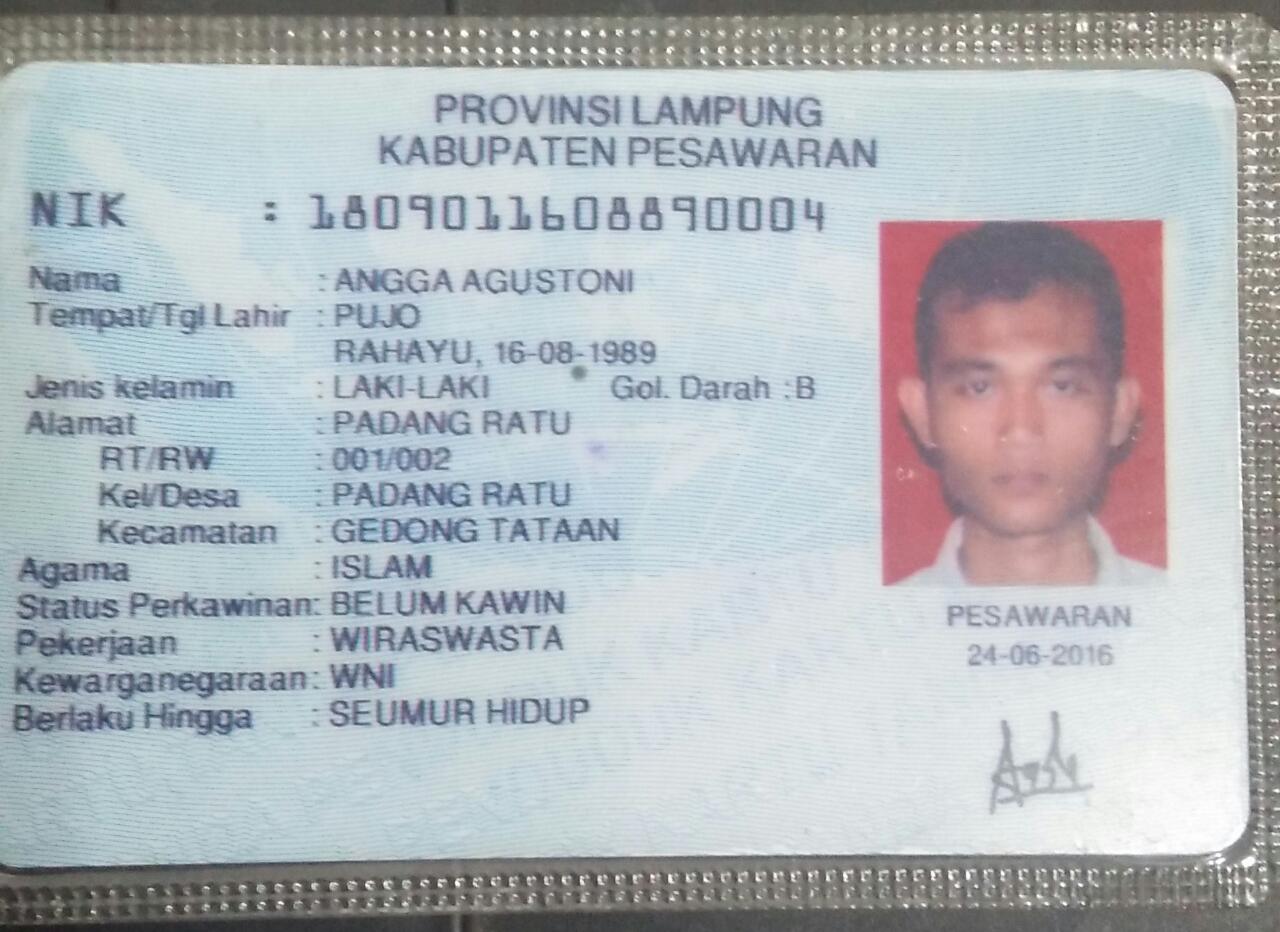 PROVINSI LAMPUNG
KABUPATEN PESAWARAN
NIK : 1809011608890004
Nama : ANGGA AGUSTONI
Tempat/Tgl Lahir : PUJO
RAHAYU, 16-08-1989
Jenis kelamin : LAKI-LAKI Gol. Darah : B
Alamat : PADANG RATU
RT/RW : 001/002
Kel/Desa : PADANG RATU
Kecamatan : GEDONG TATAAN
Agama : ISLAM
Status Perkawinan: BELUM KAWIN
Pekerjaan : WIRASWASTA
Kewarganegaraan: WNI
Berlaku Hingga : SEUMUR HIDUP
PESAWARAN
24-06-2016